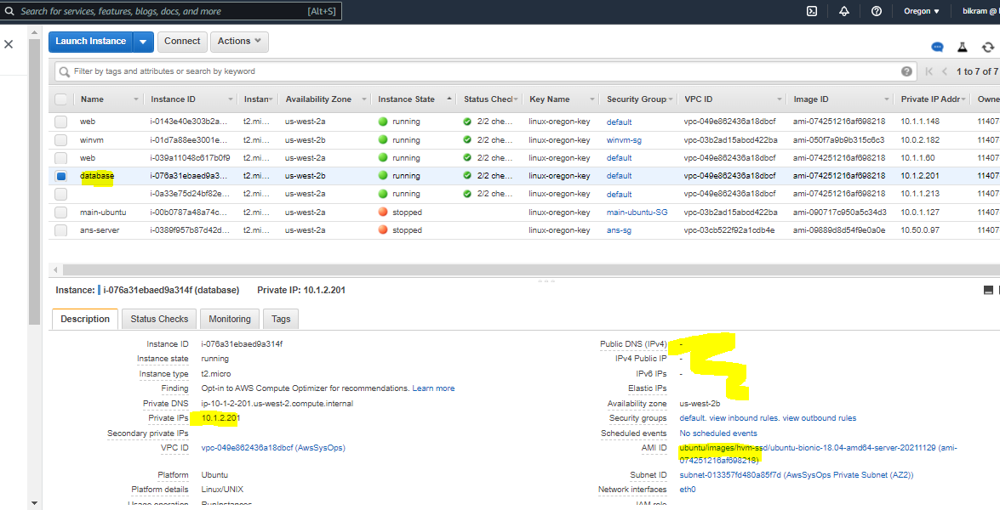 Search for services, features, blogs, docs, and more [Alt+S] Oregon bikram @
Launch Instance Connect Actions
Filter by tags and attributes or search by keyword 1 to 7 of 7
Name Instance ID Instan Availability Zone Instance State Status Checl Key Name Security Group VPC ID Image ID Private IP Addr Owne
web i-0143e40e303b2a... t2.mi... us-west-2a running 2/2 che... linux-oregon-key default vpc-049e862436a18dbcf ami-074251216af698218 10.1.1.148 11407
winvm i-01d7a88ee3001e... t2.mi... us-west-2b running 2/2 che... linux-oregon-key winvm-sg vpc-03b2ad15abcd422ba ami-050f7a9b9b315c6c3 10.0.2.182 11407
web i-039a11048c617b0f9 t2.mi... us-west-2a running 2/2 che... linux-oregon-key default vpc-049e862436a18dbcf ami-074251216af698218 10.1.1.60 11407
database i-076a31ebaed9a3... t2.mi... us-west-2b running 2/2 che... linux-oregon-key default vpc-049e862436a18dbcf ami-074251216af698218 10.1.2.201 11407
i-0a33e75d24bf82e... t2.mi... us-west-2a running 2/2 che... linux-oregon-key default vpc-049e862436a18dbcf ami-074251216af698218 10.1.1.213 11407
main-ubuntu i-00b0787a48a74c... t2.mi... us-west-2a stopped linux-oregon-key main-ubuntu-SG vpc-03b2ad15abcd422ba ami-090717c950a5c34d3 10.0.1.127 11407
ans-server i-0389f957b87d42d... t2.mi... us-west-2a stopped linux-oregon-key ans-sg vpc-03cb522f92a1cdb4e ami-09889d8d54f9e0a0e 10.50.0.97 11407
Instance: i-076a31ebaed9a314f (database) Private IP: 10.1.2.201
Description Status Checks Monitoring Tags
Instance ID i-076a31ebaed9a314f Public DNS (IPv4) -
Instance state running IPv4 Public IP -
Instance type t2.micro IPv6 IPs -
Finding Opt-in to AWS Compute Optimizer for recommendations. Learn more Elastic IPs
Private DNS ip-10-1-2-201.us-west-2.compute.internal Availability zone us-west-2b
Private IPs 10.1.2.201 Security groups default. view inbound rules. view outbound rules
Secondary private IPs Scheduled events No scheduled events
VPC ID vpc-049e862436a18dbcf (AwsSysOps) AMI ID ubuntu/images/hvm-ssd/ubuntu-bionic-18.04-amd64-server-20211129 (ami-
074251216af698218)
Platform Ubuntu Subnet ID subnet-013357fd480a85f7d (AwsSysOps Private Subnet (AZ2))
Platform details Linux/UNIX Network interfaces eth0
Usage operation RunInstances IAM role